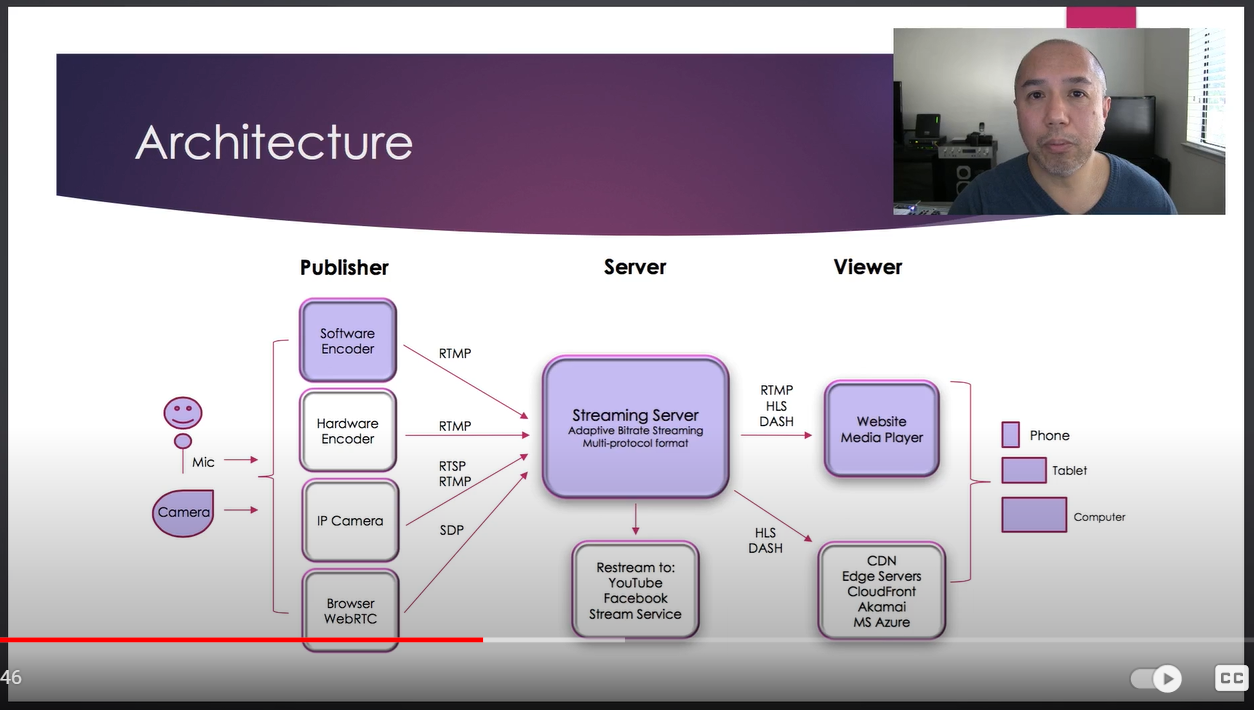 Architecture
Publisher
Server
Viewer
Software
Encoder
Hardware
Encoder
IP Camera
Browser
WebRTC
Mic
Camera
RTMP
RTMP
RTSP
RTMP
SDP
Streaming Server
Adaptive Bitrate Streaming
Multi-protocol format
Restream to:
YouTube
Facebook
Stream Service
RTMP
HLS
DASH
HLS
DASH
Website
Media Player
CDN
Edge Servers
CloudFront
Akamai
MS Azure
Phone
Tablet
Computer
46
CC